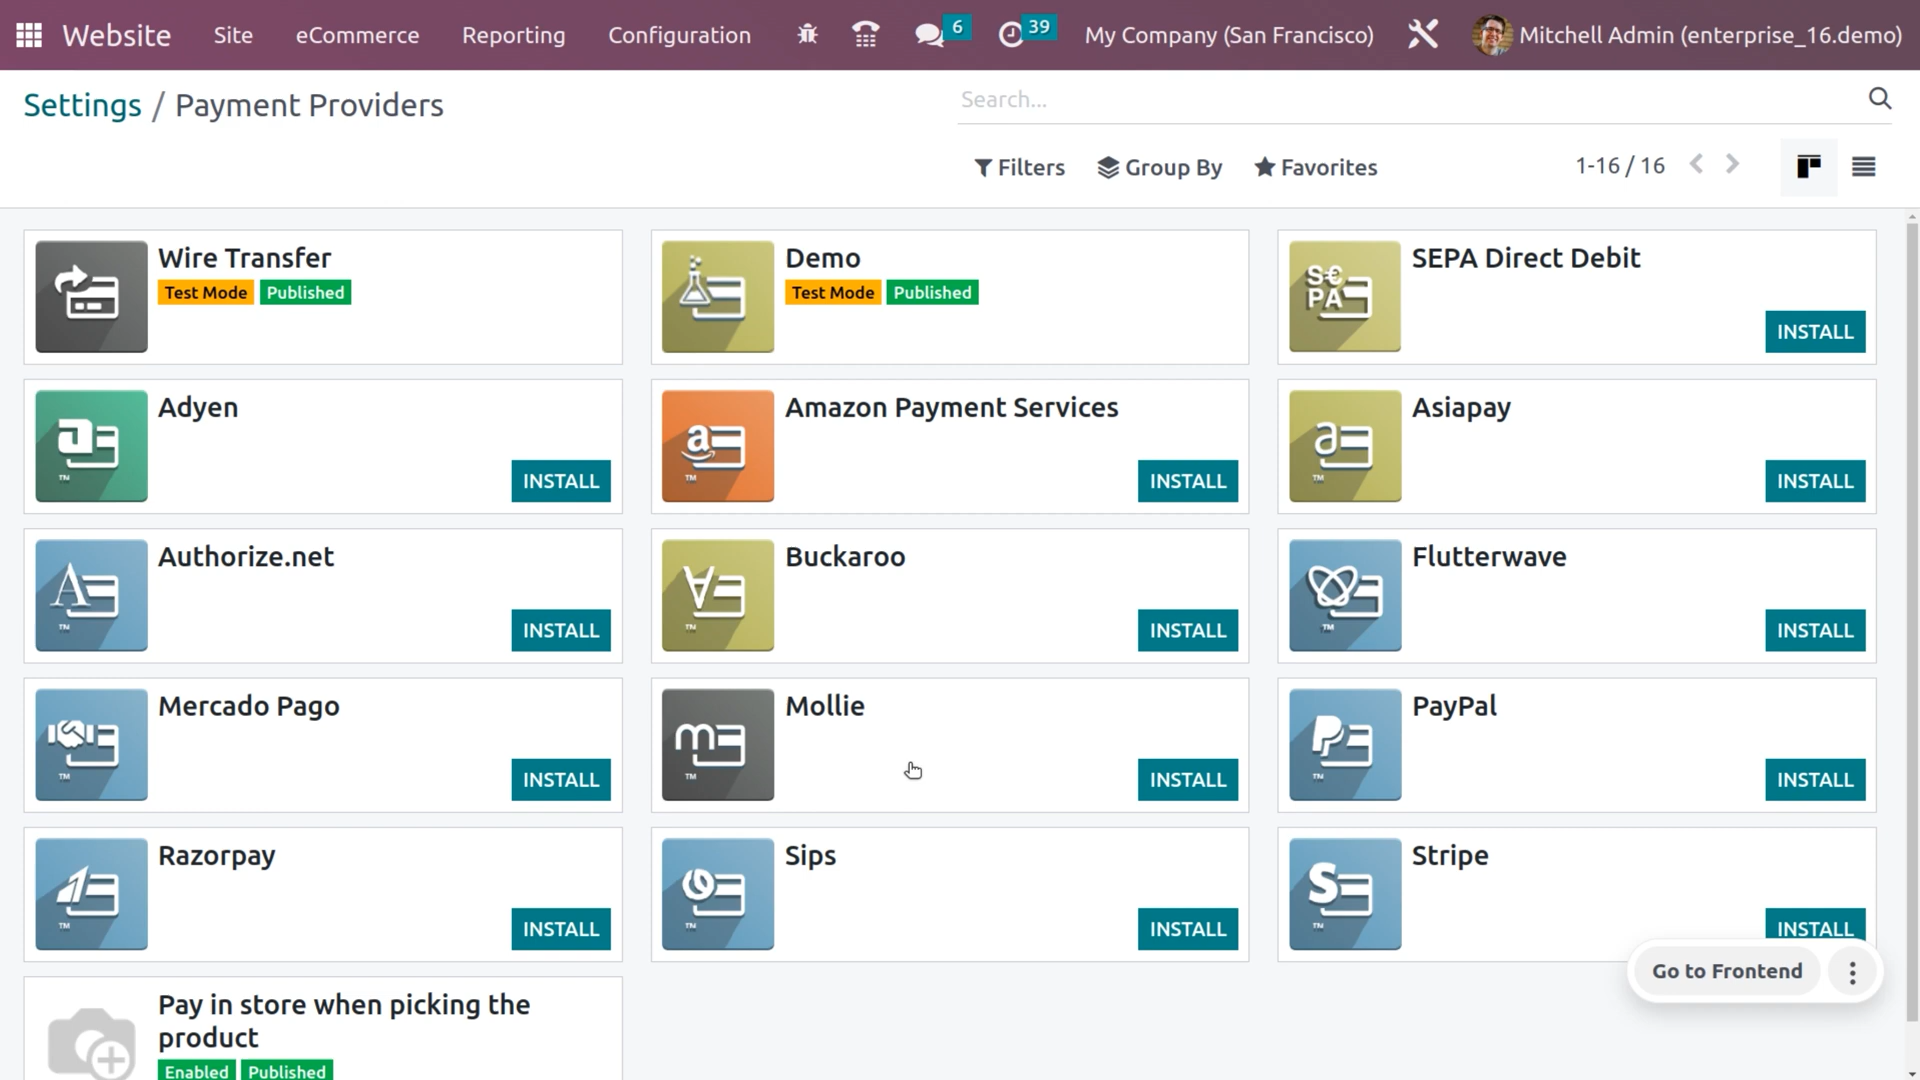 Website Site eCommerce Reporting Configuration 6 39 My Company (San Francisco) Mitchell Admin (enterprise_16.demo)
Settings / Payment Providers
Search...
Filters Group By Favorites 1-16 / 16
Wire Transfer
Test Mode Published
Demo
Test Mode Published
SEPA Direct Debit
S€
PA
INSTALL
Adyen
INSTALL
Amazon Payment Services
INSTALL
Asiapay
INSTALL
Authorize.net
INSTALL
Buckaroo
INSTALL
Flutterwave
INSTALL
Mercado Pago
INSTALL
Mollie
INSTALL
PayPal
INSTALL
Razorpay
INSTALL
Sips
INSTALL
Stripe
INSTALL
Go to Frontend
Pay in store when picking the
product
Enabled Published